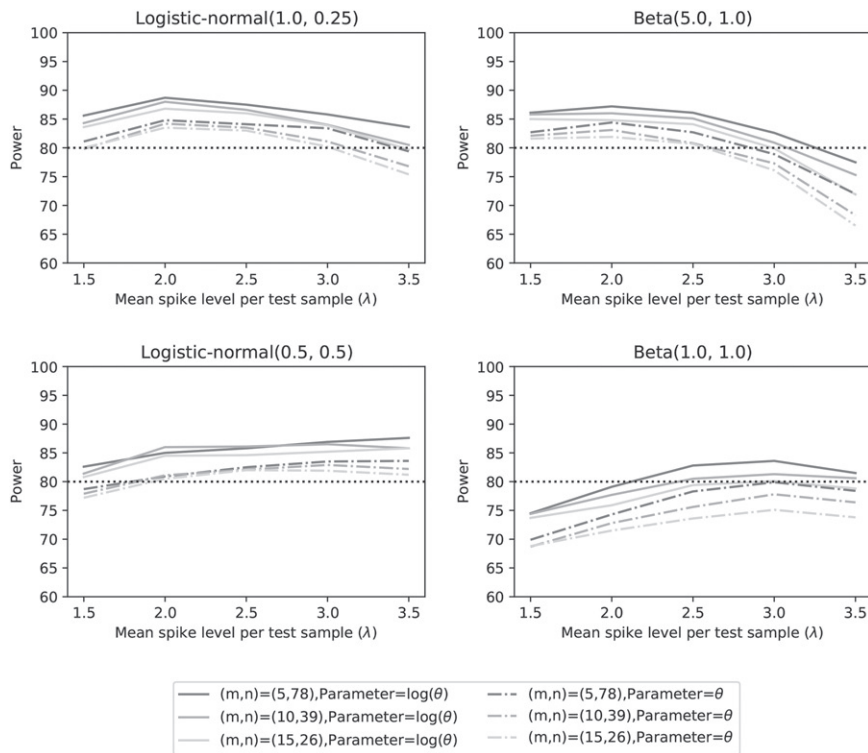 Logistic-normal(1.0, 0.25)
100
95
90
85
80
75
70
65
60
Power
1.5 2.0 2.5 3.0 3.5
Mean spike level per test sample (λ)
Beta(5.0, 1.0)
100
95
90
85
80
75
70
65
60
Power
1.5 2.0 2.5 3.0 3.5
Mean spike level per test sample (λ)
Logistic-normal(0.5, 0.5)
100
95
90
85
80
75
70
65
60
Power
1.5 2.0 2.5 3.0 3.5
Mean spike level per test sample (λ)
Beta(1.0, 1.0)
100
95
90
85
80
75
70
65
60
Power
1.5 2.0 2.5 3.0 3.5
Mean spike level per test sample (λ)
(m,n)=(5,78),Parameter=log(θ)
(m,n)=(10,39),Parameter=log(θ)
(m,n)=(15,26),Parameter=log(θ)
(m,n)=(5,78),Parameter=θ
(m,n)=(10,39),Parameter=θ
(m,n)=(15,26),Parameter=θ